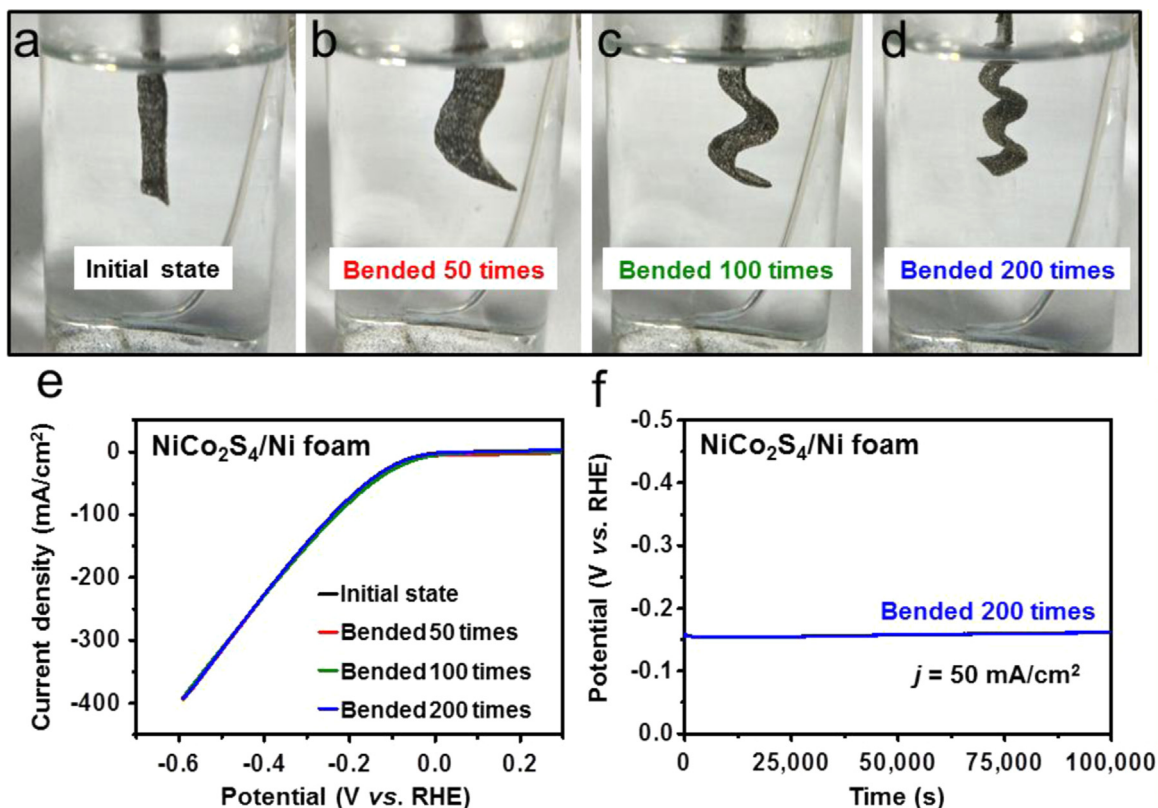 a
b
c
d
Initial state
Bended 50 times
Bended 100 times
Bended 200 times
e
NiCo₂S₄/Ni foam
Current density (mA/cm²)
0
-100
-200
-300
-400
Initial state
Bended 50 times
Bended 100 times
Bended 200 times
-0.6
-0.4
-0.2
0.0
0.2
Potential (V vs. RHE)
f
NiCo₂S₄/Ni foam
Potential (V vs. RHE)
-0.5
-0.4
-0.3
-0.2
-0.1
0.0
Bended 200 times
j = 50 mA/cm²
0
25,000
50,000
75,000
100,000
Time (s)